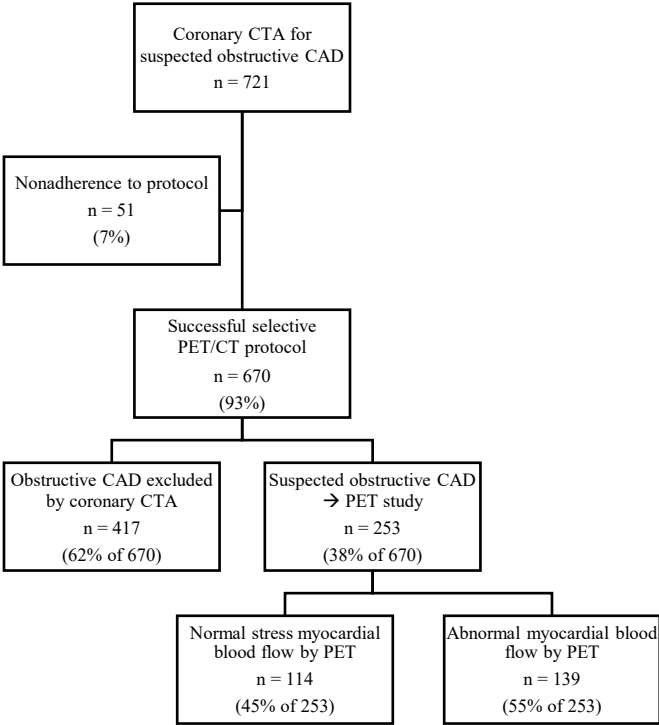 Coronary CTA for
suspected obstructive CAD
n = 721
Nonadherence to protocol
n = 51
(7%)
Successful selective
PET/CT protocol
n = 670
(93%)
Obstructive CAD excluded
by coronary CTA
n = 417
(62% of 670)
Suspected obstructive CAD
→ PET study
n = 253
(38% of 670)
Normal stress myocardial
blood flow by PET
n = 114
(45% of 253)
Abnormal myocardial blood
flow by PET
n = 139
(55% of 253)